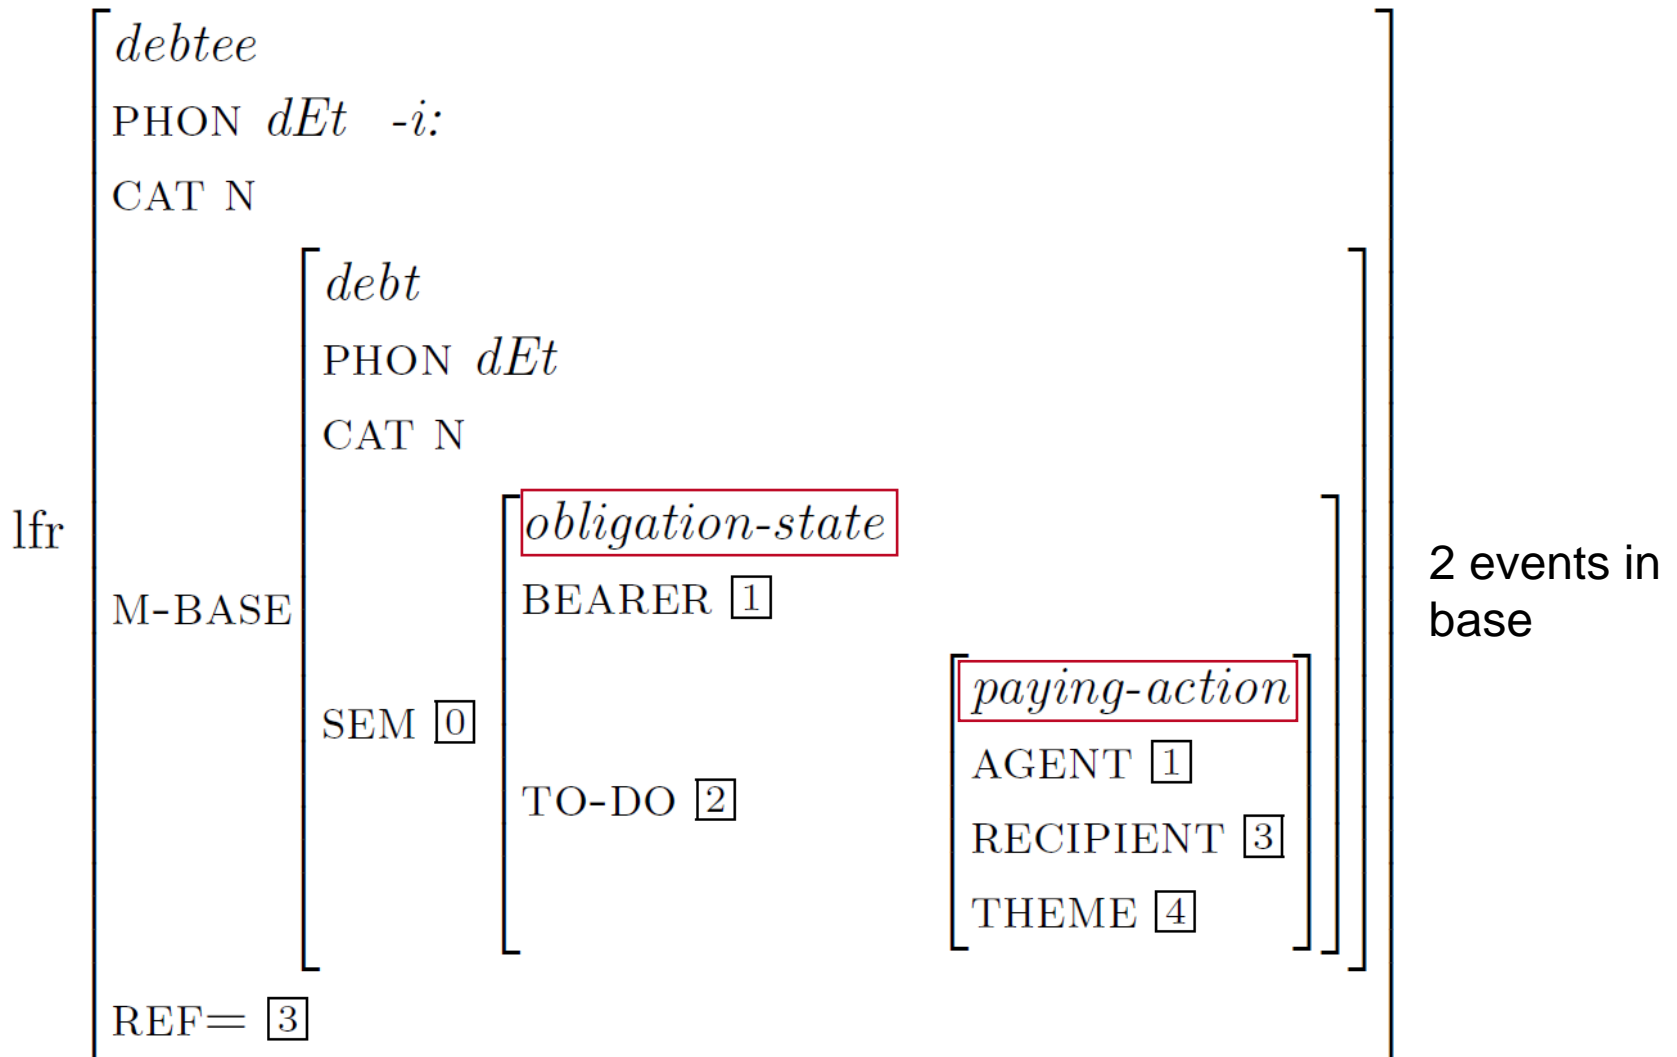 debtee
PHON dEt -i:
CAT N
debt
PHON dEt
CAT N
lfr
obligation-state
BEARER 1
M-BASE
paying-action
SEM 0
AGENT 1
TO-DO 2
RECIPIENT 3
THEME 4
REF= 3
2 events in
base